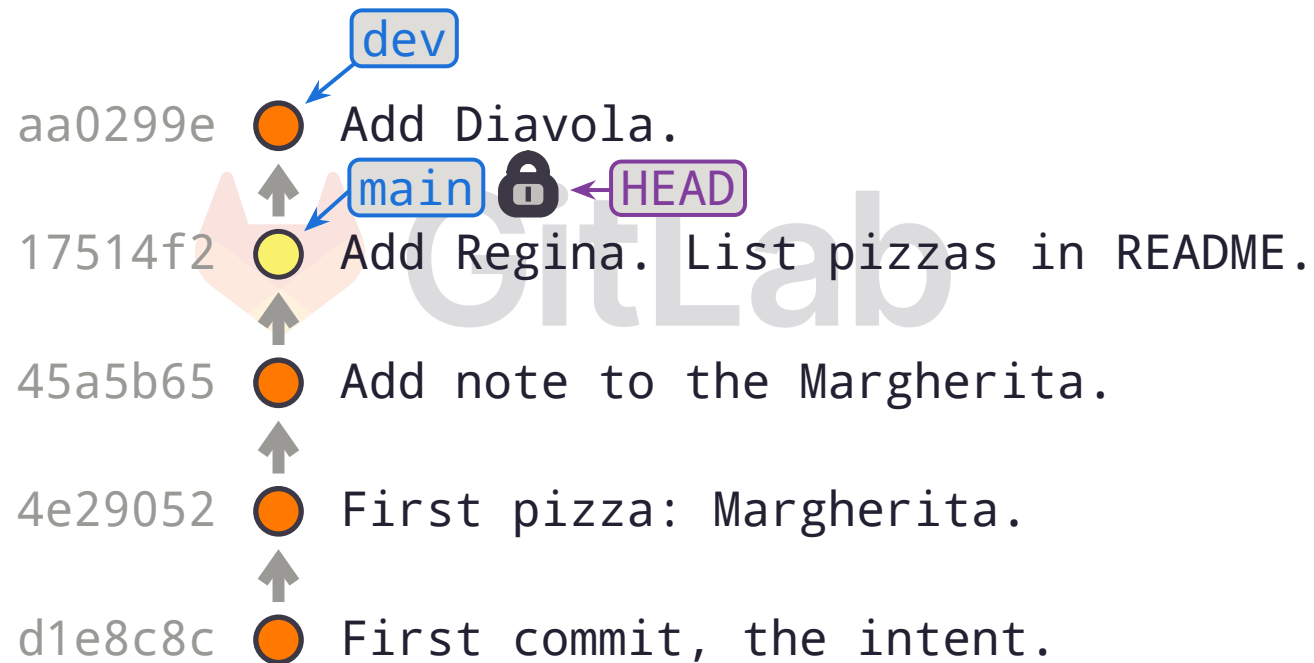 dev
aa0299e Add Diavola.
main HEAD
17514f2 Add Regina. List pizzas in README.
GitLab
45a5b65 Add note to the Margherita.
4e29052 First pizza: Margherita.
d1e8c8c First commit, the intent.